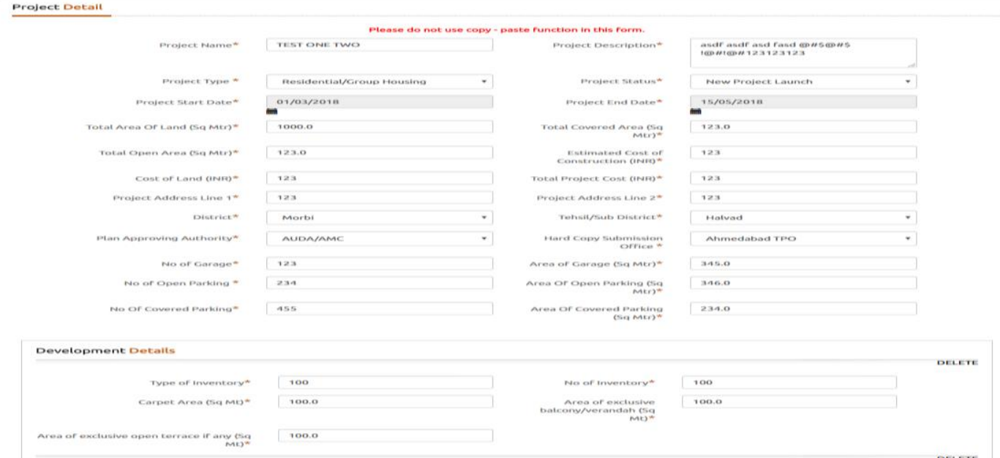 Project Detail
Please do not use copy - paste function in this form.
Project Name* TEST ONE TWO Project Description* asdf asdf asd fasd @#$@#$
!@#!@#123123123
Project Type * Residential/Group Housing Project Status* New Project Launch
Project Start Date* 01/03/2018 Project End Date* 15/05/2018
Total Area Of Land (Sq Mtr)* 1000.0 Total Covered Area (Sq
Mtr)* 123.0
Total Open Area (Sq Mtr)* 123.0 Estimated Cost of
Construction (INR)* 123
Cost of Land (INR)* 123 Total Project Cost (INR)* 123
Project Address Line 1* 123 Project Address Line 2* 123
District* Morbi Tehsil/Sub District* Halvad
Plan Approving Authority* AUDA/AMC Hard Copy Submission
Office * Ahmedabad TPO
No of Garage* 123 Area of Garage (Sq Mtr)* 345.0
No of Open Parking * 234 Area Of Open Parking (Sq
Mtr)* 346.0
No Of Covered Parking* 455 Area Of Covered Parking
(Sq Mtr)* 234.0
Development Details
DELETE
Type of Inventory* 100 No of Inventory* 100
Carpet Area (Sq Mt)* 100.0 Area of exclusive
balcony/verandah (Sq
Mt)* 100.0
Area of exclusive open terrace if any (Sq
Mt)* 100.0
DELETE